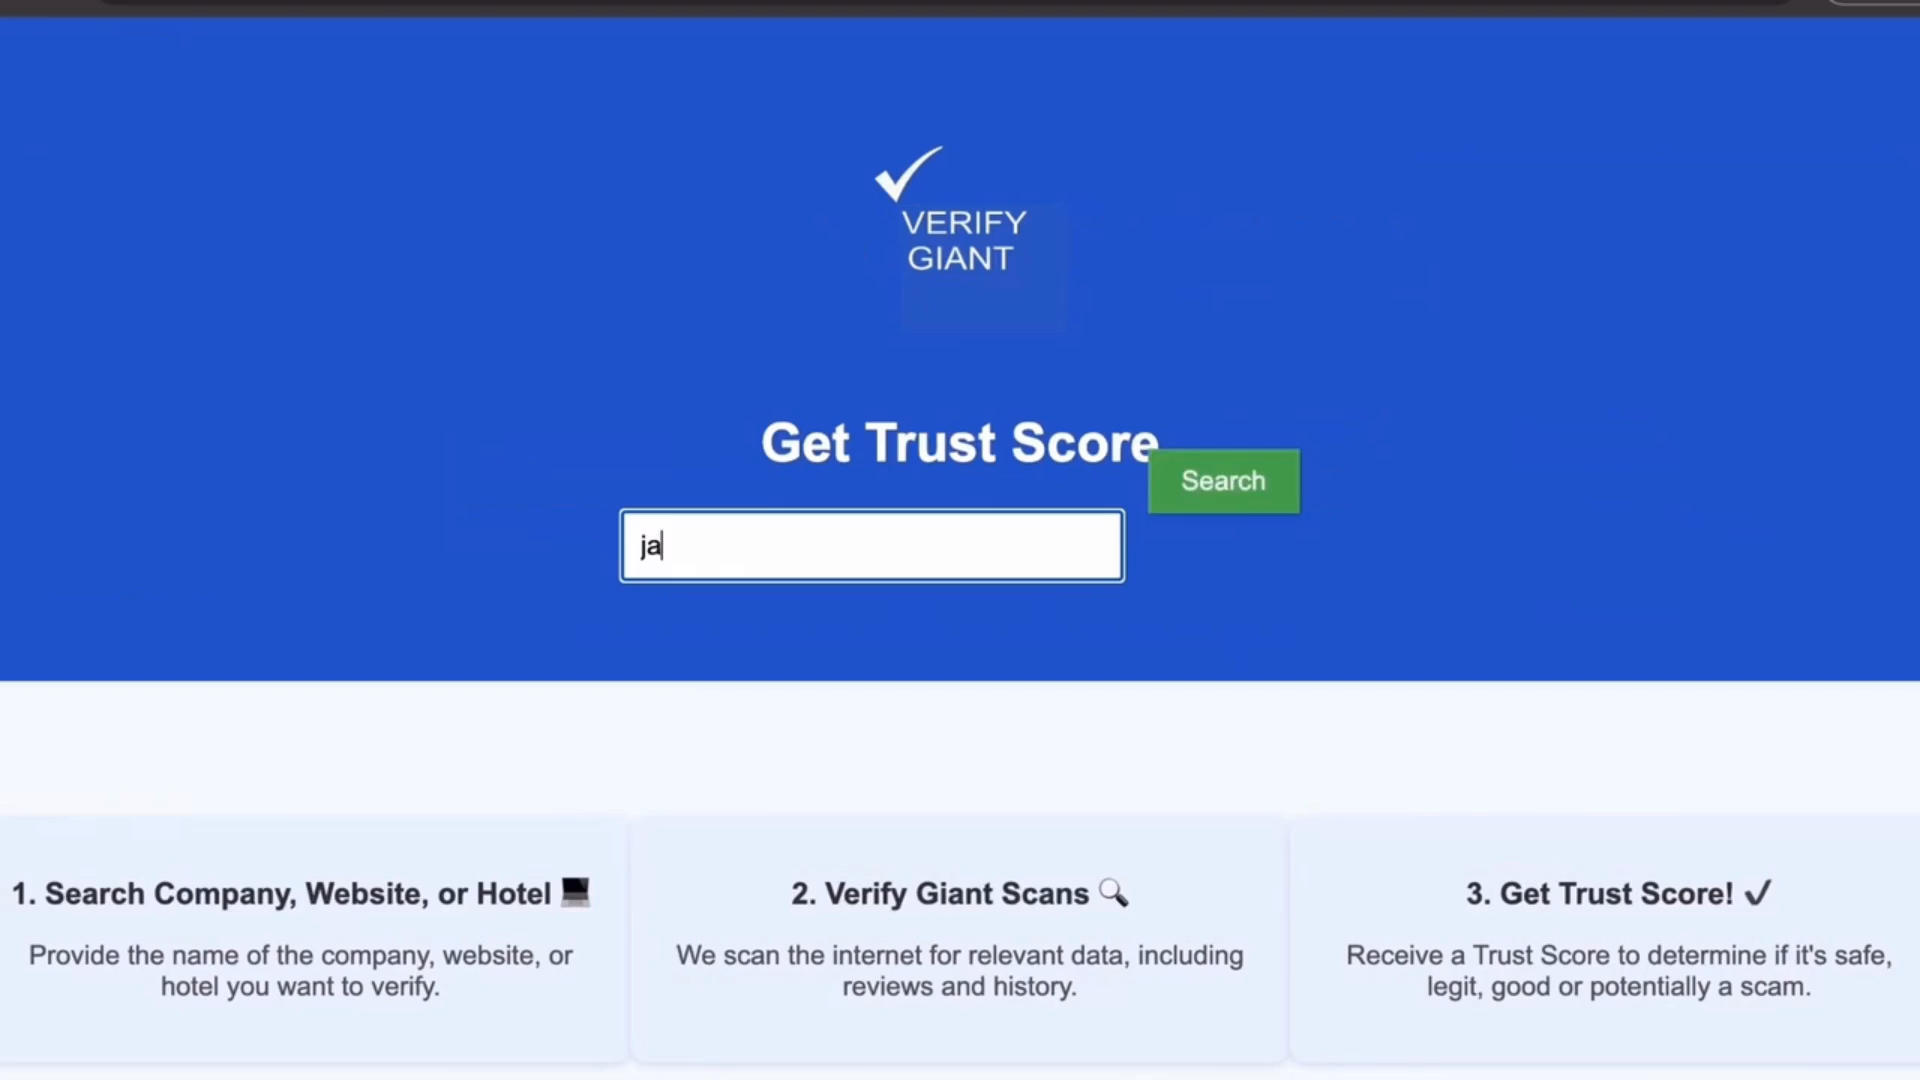 VERIFY
GIANT
Get Trust Score
Search
ja
1. Search Company, Website, or Hotel
Provide the name of the company, website, or
hotel you want to verify.
2. Verify Giant Scans
We scan the internet for relevant data, including
reviews and history.
3. Get Trust Score!
Receive a Trust Score to determine if it's safe,
legit, good or potentially a scam.